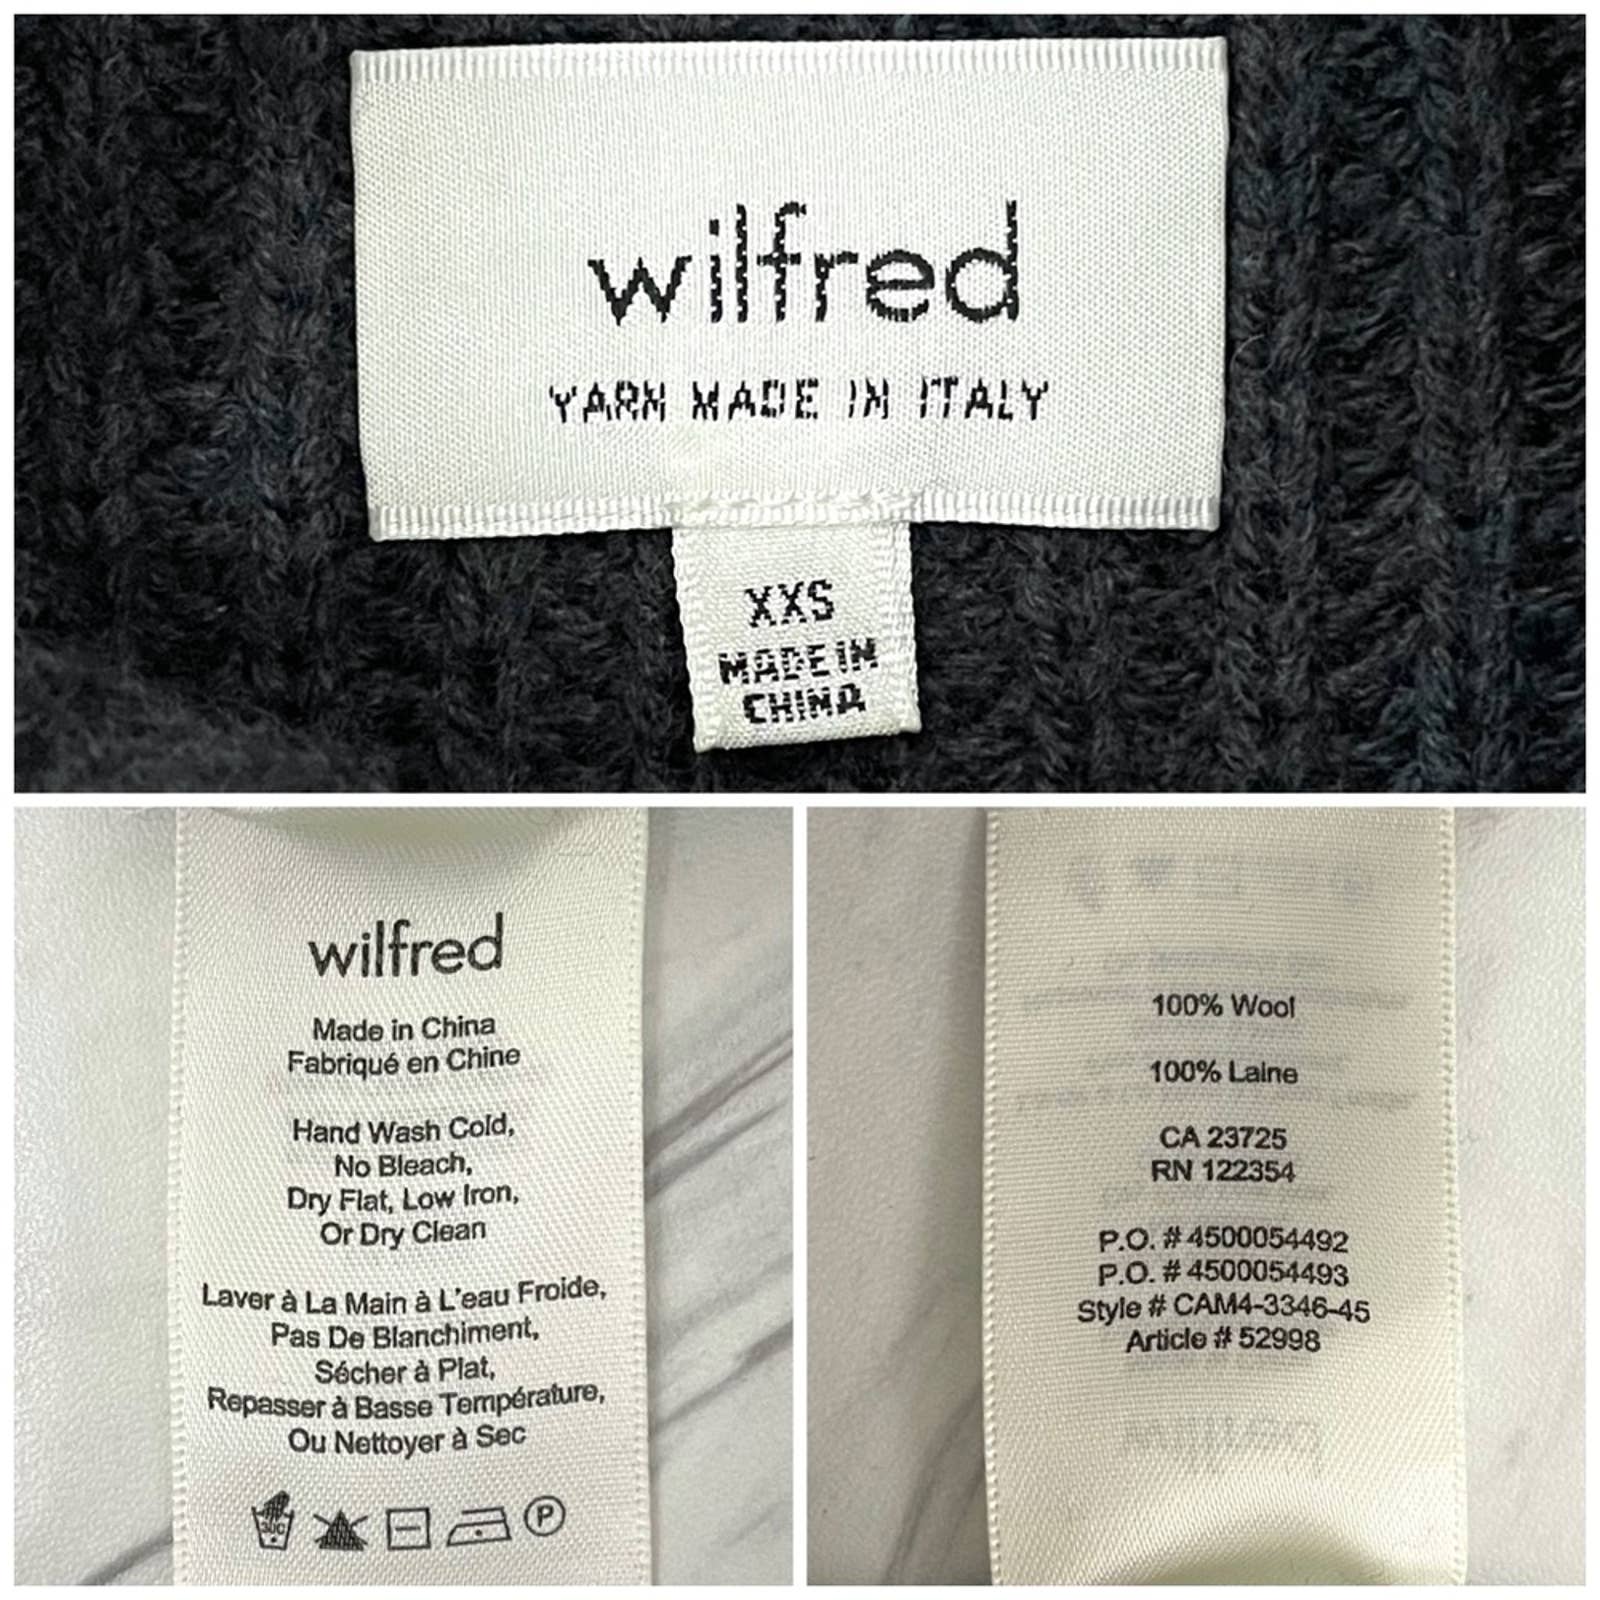 wilfred
YARN MADE IN ITALY
XXS
MADE IN
CHINA
wilfred
Made in China
Fabriqué en Chine
Hand Wash Cold,
No Bleach,
Dry Flat, Low Iron,
Or Dry Clean
Laver à La Main à L'eau Froide,
Pas De Blanchiment,
Sécher à Plat,
Repasser à Basse Température,
Ou Nettoyer à Sec
30C
P
100% Wool
100% Laine
CA 23725
RN 122354
P.O. # 4500054492
P.O. # 4500054493
Style # CAM4-3346-45
Article # 52998